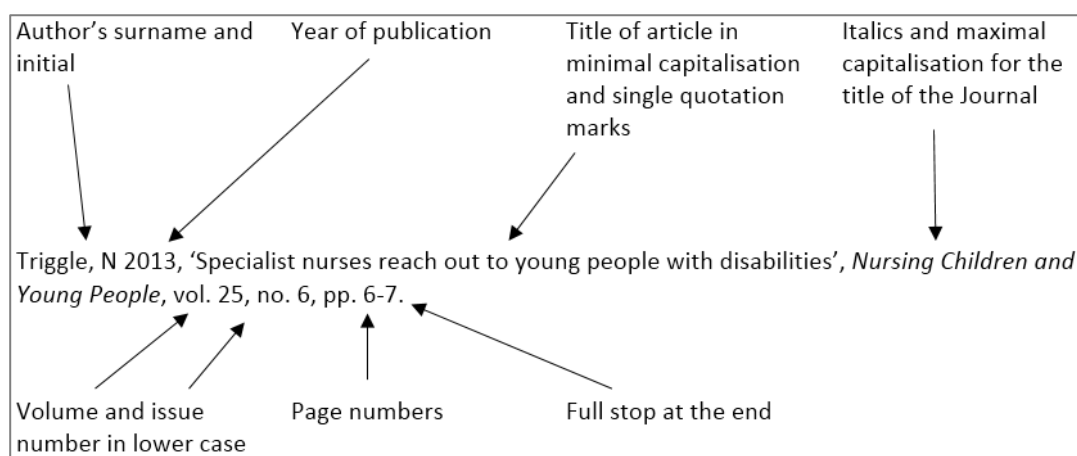 Author’s surname and
initial
Year of publication
Title of article in
minimal capitalisation
and single quotation
marks
Italics and maximal
capitalisation for the
title of the Journal
Triggle, N 2013, ‘Specialist nurses reach out to young people with disabilities’, Nursing Children and
Young People, vol. 25, no. 6, pp. 6-7.
Volume and issue
number in lower case
Page numbers
Full stop at the end